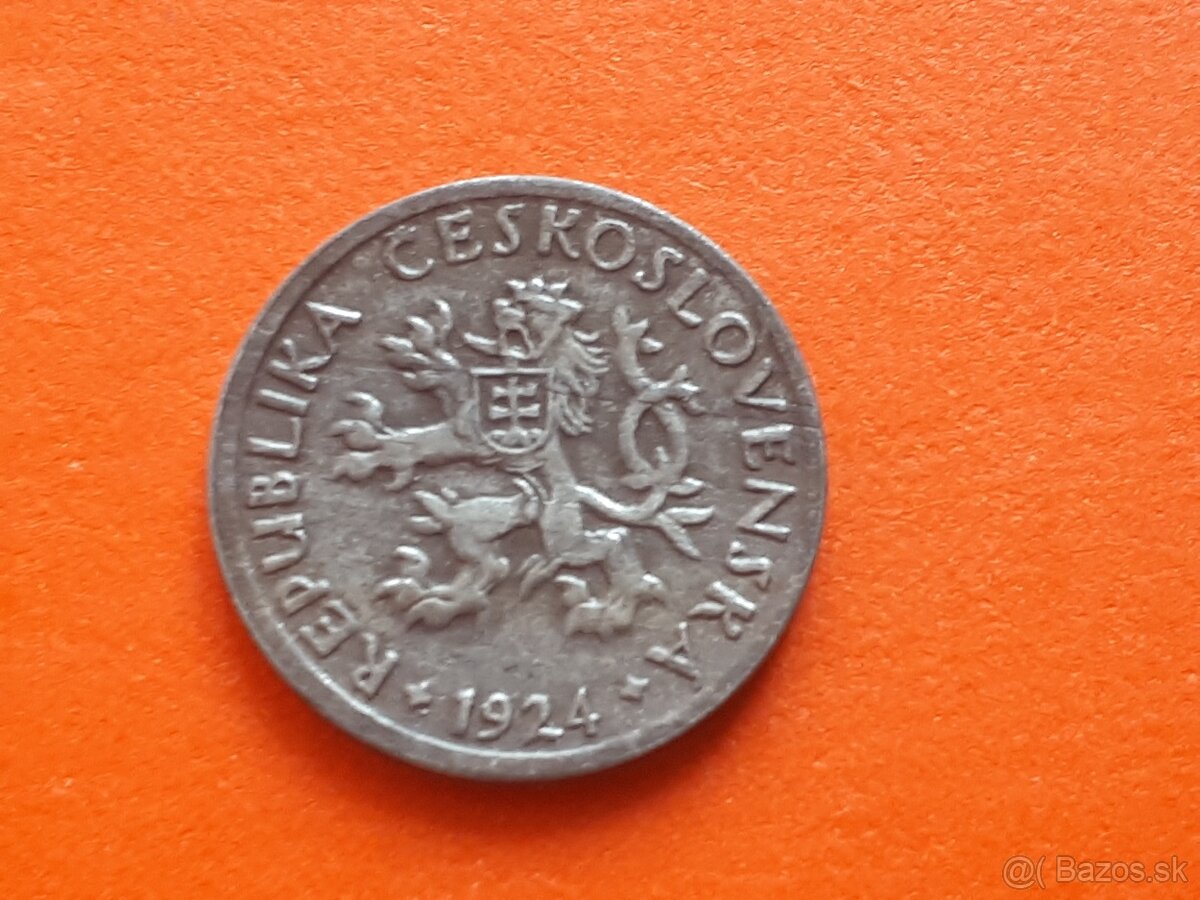 REPUBLIKA ČESKOSLOVENSKÁ
1924
@( Bazos.sk